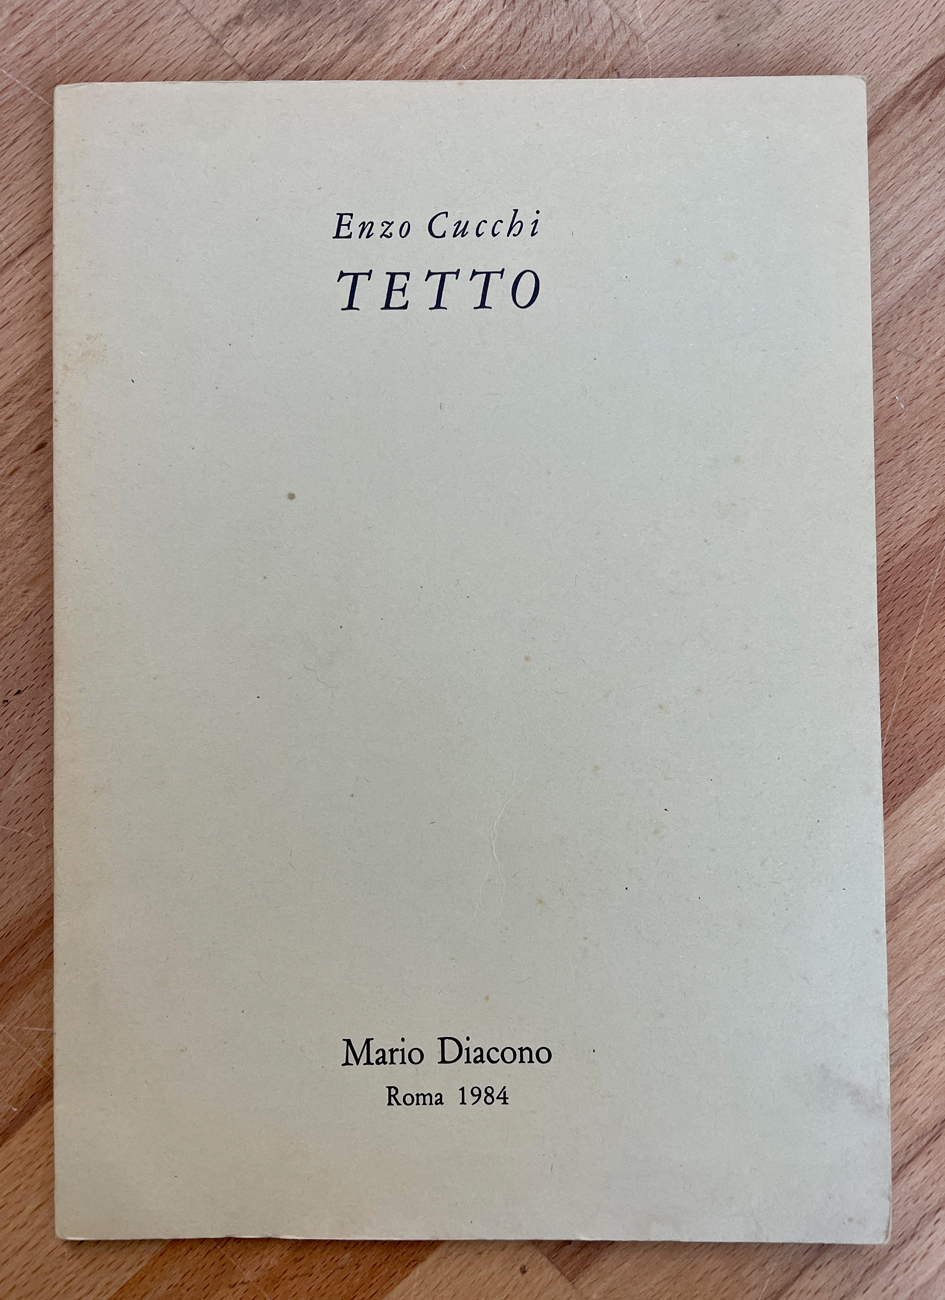 Enzo Cucchi
TETTO
Mario Diacono
Roma 1984